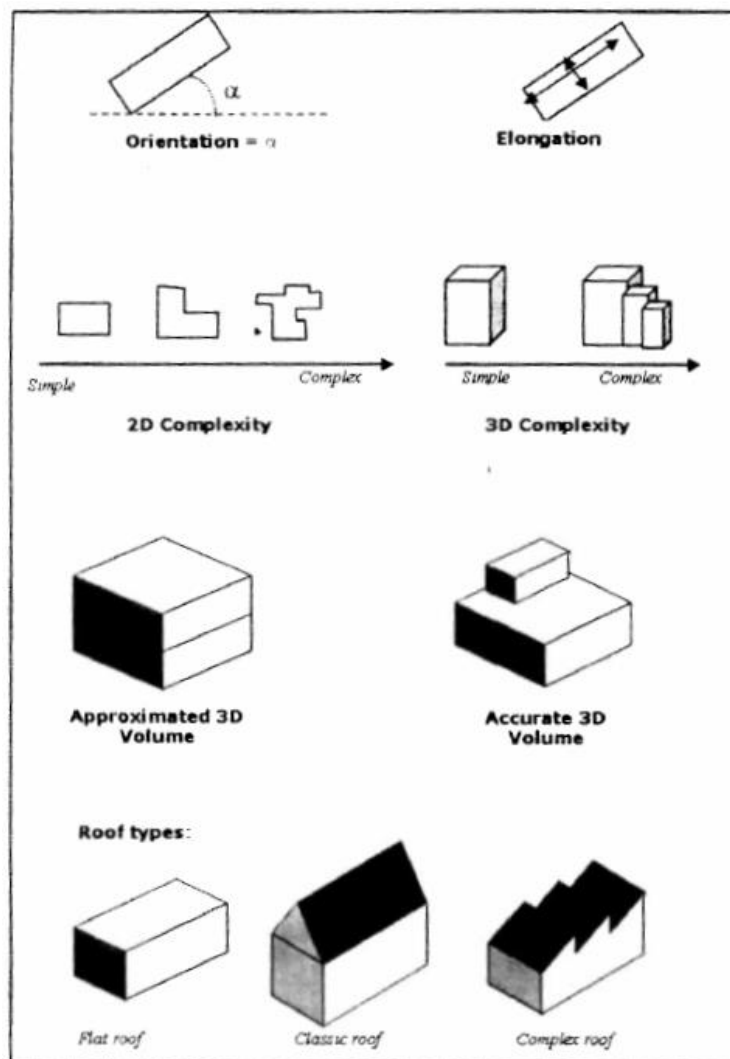 α
Orientation = α
Elongation
Simple
Complex
2D Complexity
Simple
Complex
3D Complexity
Approximated 3D
Volume
Accurate 3D
Volume
Roof types:
Flat roof
Classic roof
Complex roof